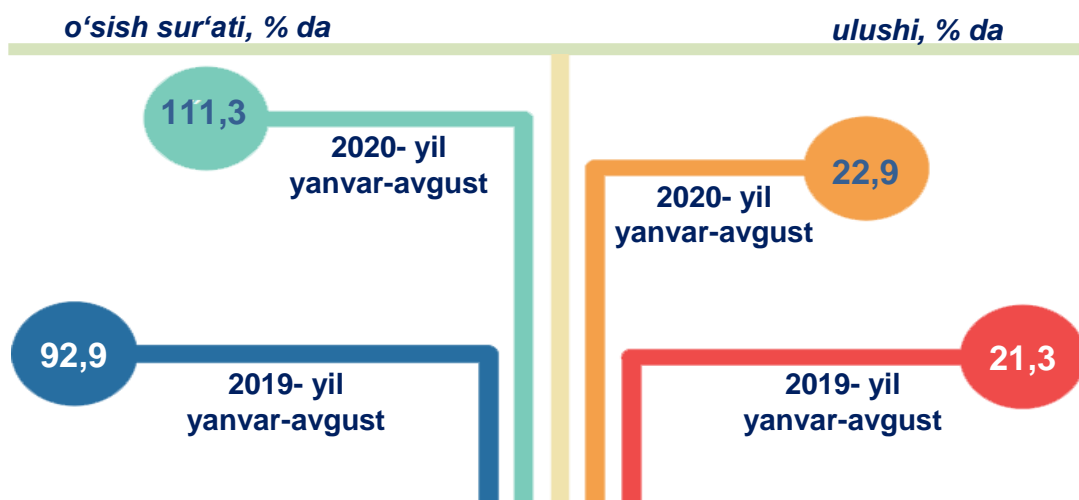 o‘sish sur‘ati, % da
ulushi, % da
111,3
2020- yil
yanvar-avgust
22,9
2020- yil
yanvar-avgust
92,9
2019- yil
yanvar-avgust
21,3
2019- yil
yanvar-avgust